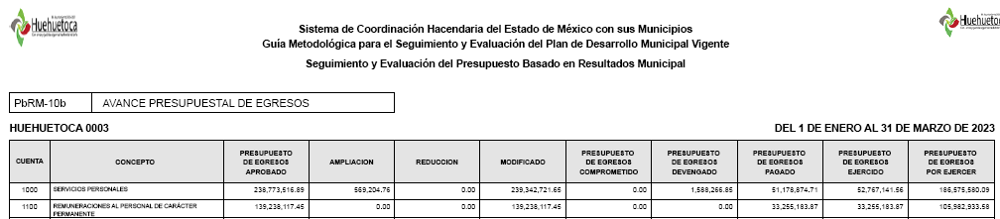 Huehuetoca
Huehuetoca
Sistema de Coordinación Hacendaria del Estado de México con sus Municipios
Guía Metodológica para el Seguimiento y Evaluación del Plan de Desarrollo Municipal Vigente
Seguimiento y Evaluación del Presupuesto Basado en Resultados Municipal
PbRM-10b AVANCE PRESUPUESTAL DE EGRESOS
HUEHUETOCA 0003 DEL 1 DE ENERO AL 31 DE MARZO DE 2023
CUENTA CONCEPTO PRESUPUESTO DE EGRESOS APROBADO AMPLIACION REDUCCION MODIFICADO PRESUPUESTO DE EGRESOS COMPROMETIDO PRESUPUESTO DE EGRESOS DEVENGADO PRESUPUESTO DE EGRESOS PAGADO PRESUPUESTO DE EGRESOS EJERCIDO PRESUPUESTO DE EGRESOS POR EJERCER
1000 SERVICIOS PERSONALES 238,773,516.89 569,204.76 0.00 239,342,721.65 0.00 1,588,266.85 51,178,874.71 52,767,141.56 186,575,580.09
1100 REMUNERACIONES AL PERSONAL DE CARÁCTER PERMANENTE 139,238,117.45 0.00 0.00 139,238,117.45 0.00 0.00 33,255,183.87 33,255,183.87 105,982,933.58